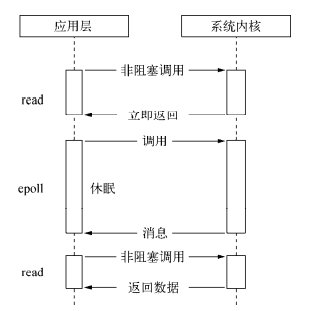 应用层
系统内核
非阻塞调用
read
立即返回
调用
epoll
休眠
消息
非阻塞调用
read
返回数据